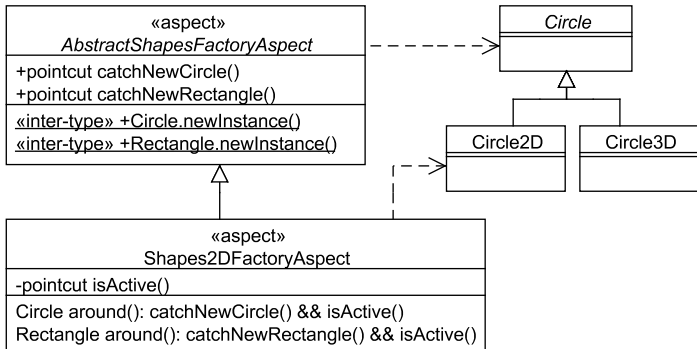 «aspect»
AbstractShapesFactoryAspect
+pointcut catchNewCircle()
+pointcut catchNewRectangle()
«inter-type» +Circle.newInstance()
«inter-type» +Rectangle.newInstance()
Circle
Circle2D
Circle3D
«aspect»
Shapes2DFactoryAspect
-pointcut isActive()
Circle around(): catchNewCircle() && isActive()
Rectangle around(): catchNewRectangle() && isActive()